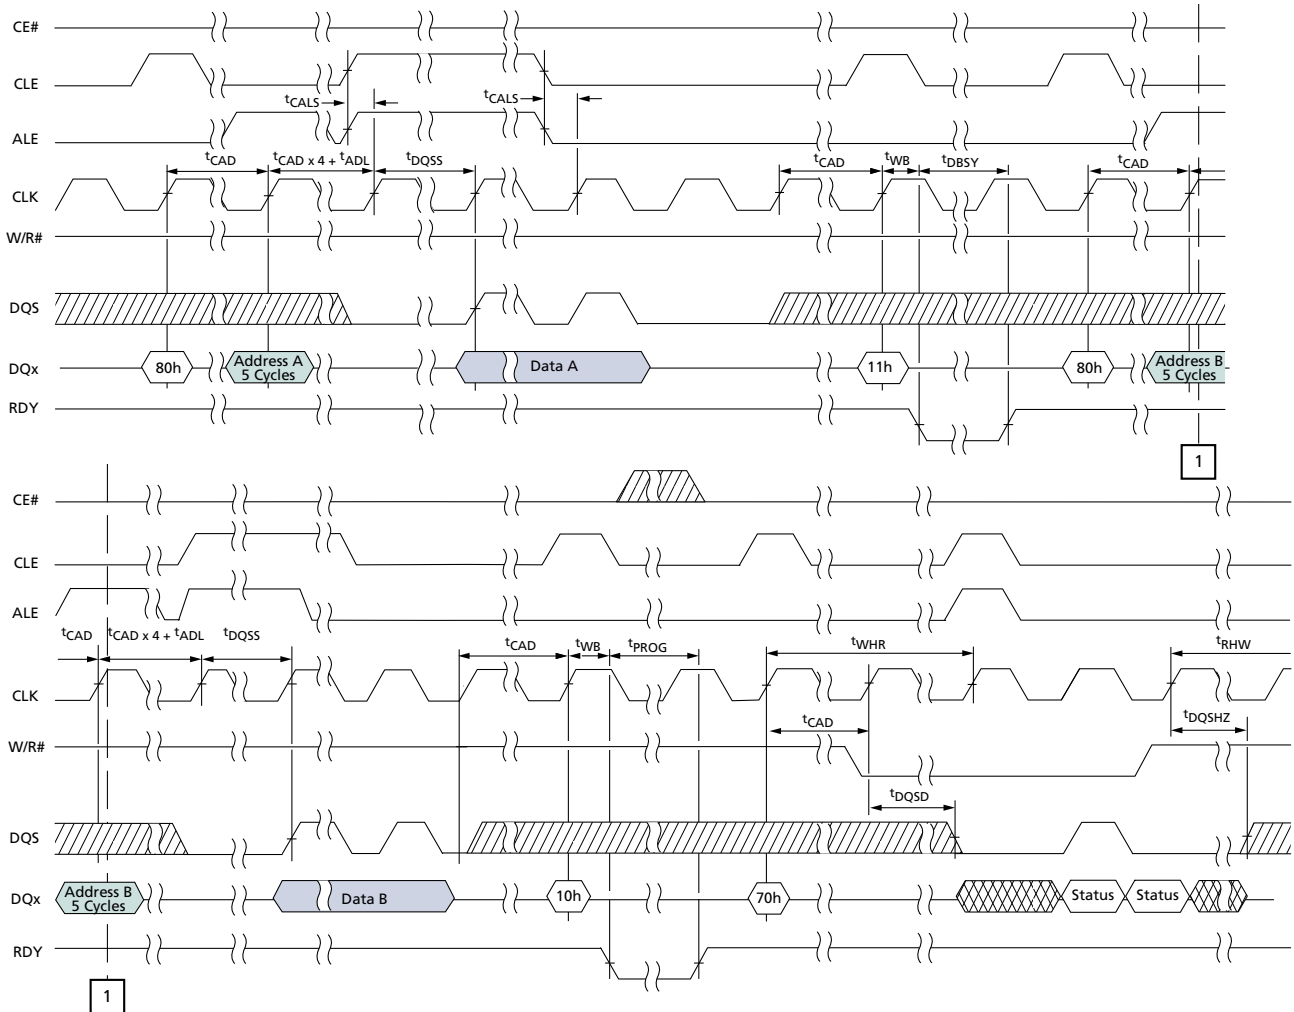 CE#
CLE
tCALS
tCALS
ALE
tCAD
tCAD x 4 + tADL
tDQSS
tCAD
tWB
tDBSY
tCAD
CLK
W/R#
DQS
DQx
80h
Address A
5 Cycles
Data A
11h
80h
Address B
5 Cycles
RDY
1
CE#
CLE
ALE
tCAD
tCAD x 4 + tADL
tDQSS
tCAD
tWB
tPROG
tWHR
tRHW
CLK
tCAD
tDQSHZ
W/R#
tDQSD
DQS
DQx
Address B
5 Cycles
Data B
10h
70h
Status
Status
RDY
1